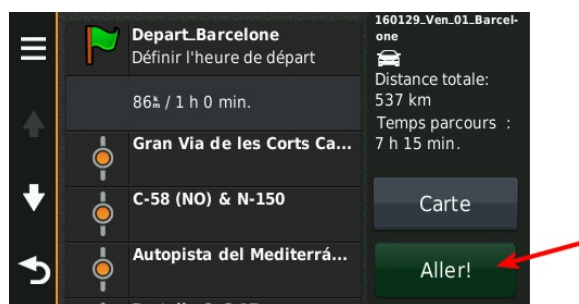 Depart_Barcelone
Définir l'heure de départ
86 km / 1 h 0 min.
Gran Via de les Corts Ca...
C-58 (NO) & N-150
Autopista del Mediterrá...
160129_Ven_01_Barcel-
one
Distance totale:
537 km
Temps parcours :
7 h 15 min.
Carte
Aller!